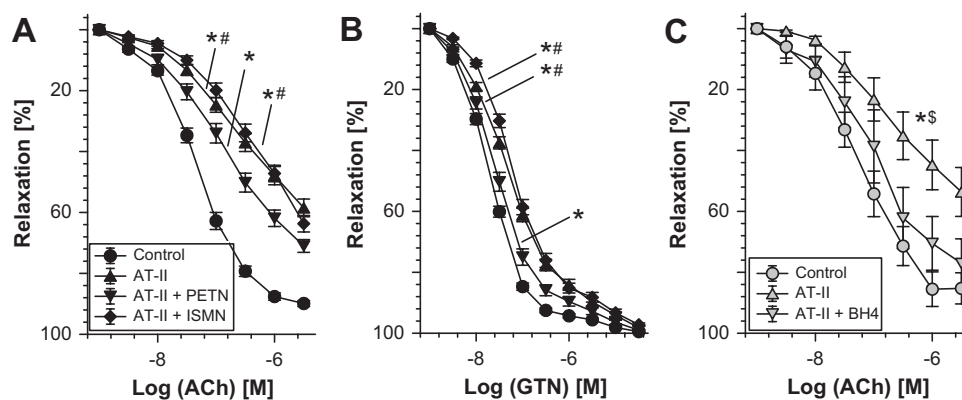 A
Relaxation [%]
20
60
100
*#
*
*#
Control
AT-II
AT-II + PETN
AT-II + ISMN
-8
-6
Log (ACh) [M]
B
Relaxation [%]
20
60
100
*#
*#
*
-8
-6
Log (GTN) [M]
C
Relaxation [%]
20
60
100
*$
Control
AT-II
AT-II + BH4
-8
-6
Log (ACh) [M]